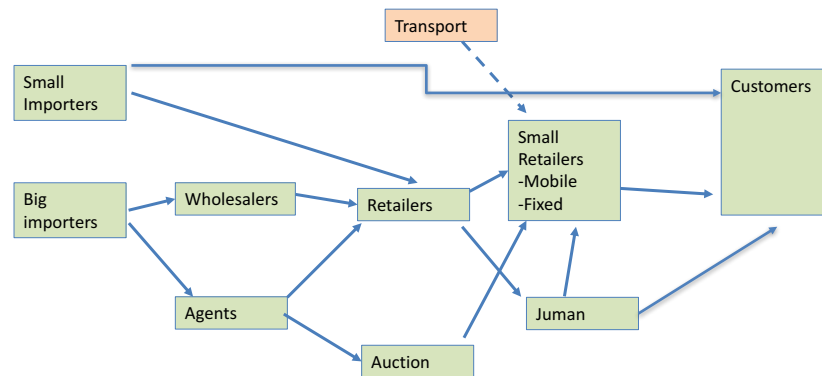 Transport
Small
Importers
Customers
Small
Retailers
-Mobile
-Fixed
Big
importers
Wholesalers
Retailers
Agents
Juman
Auction